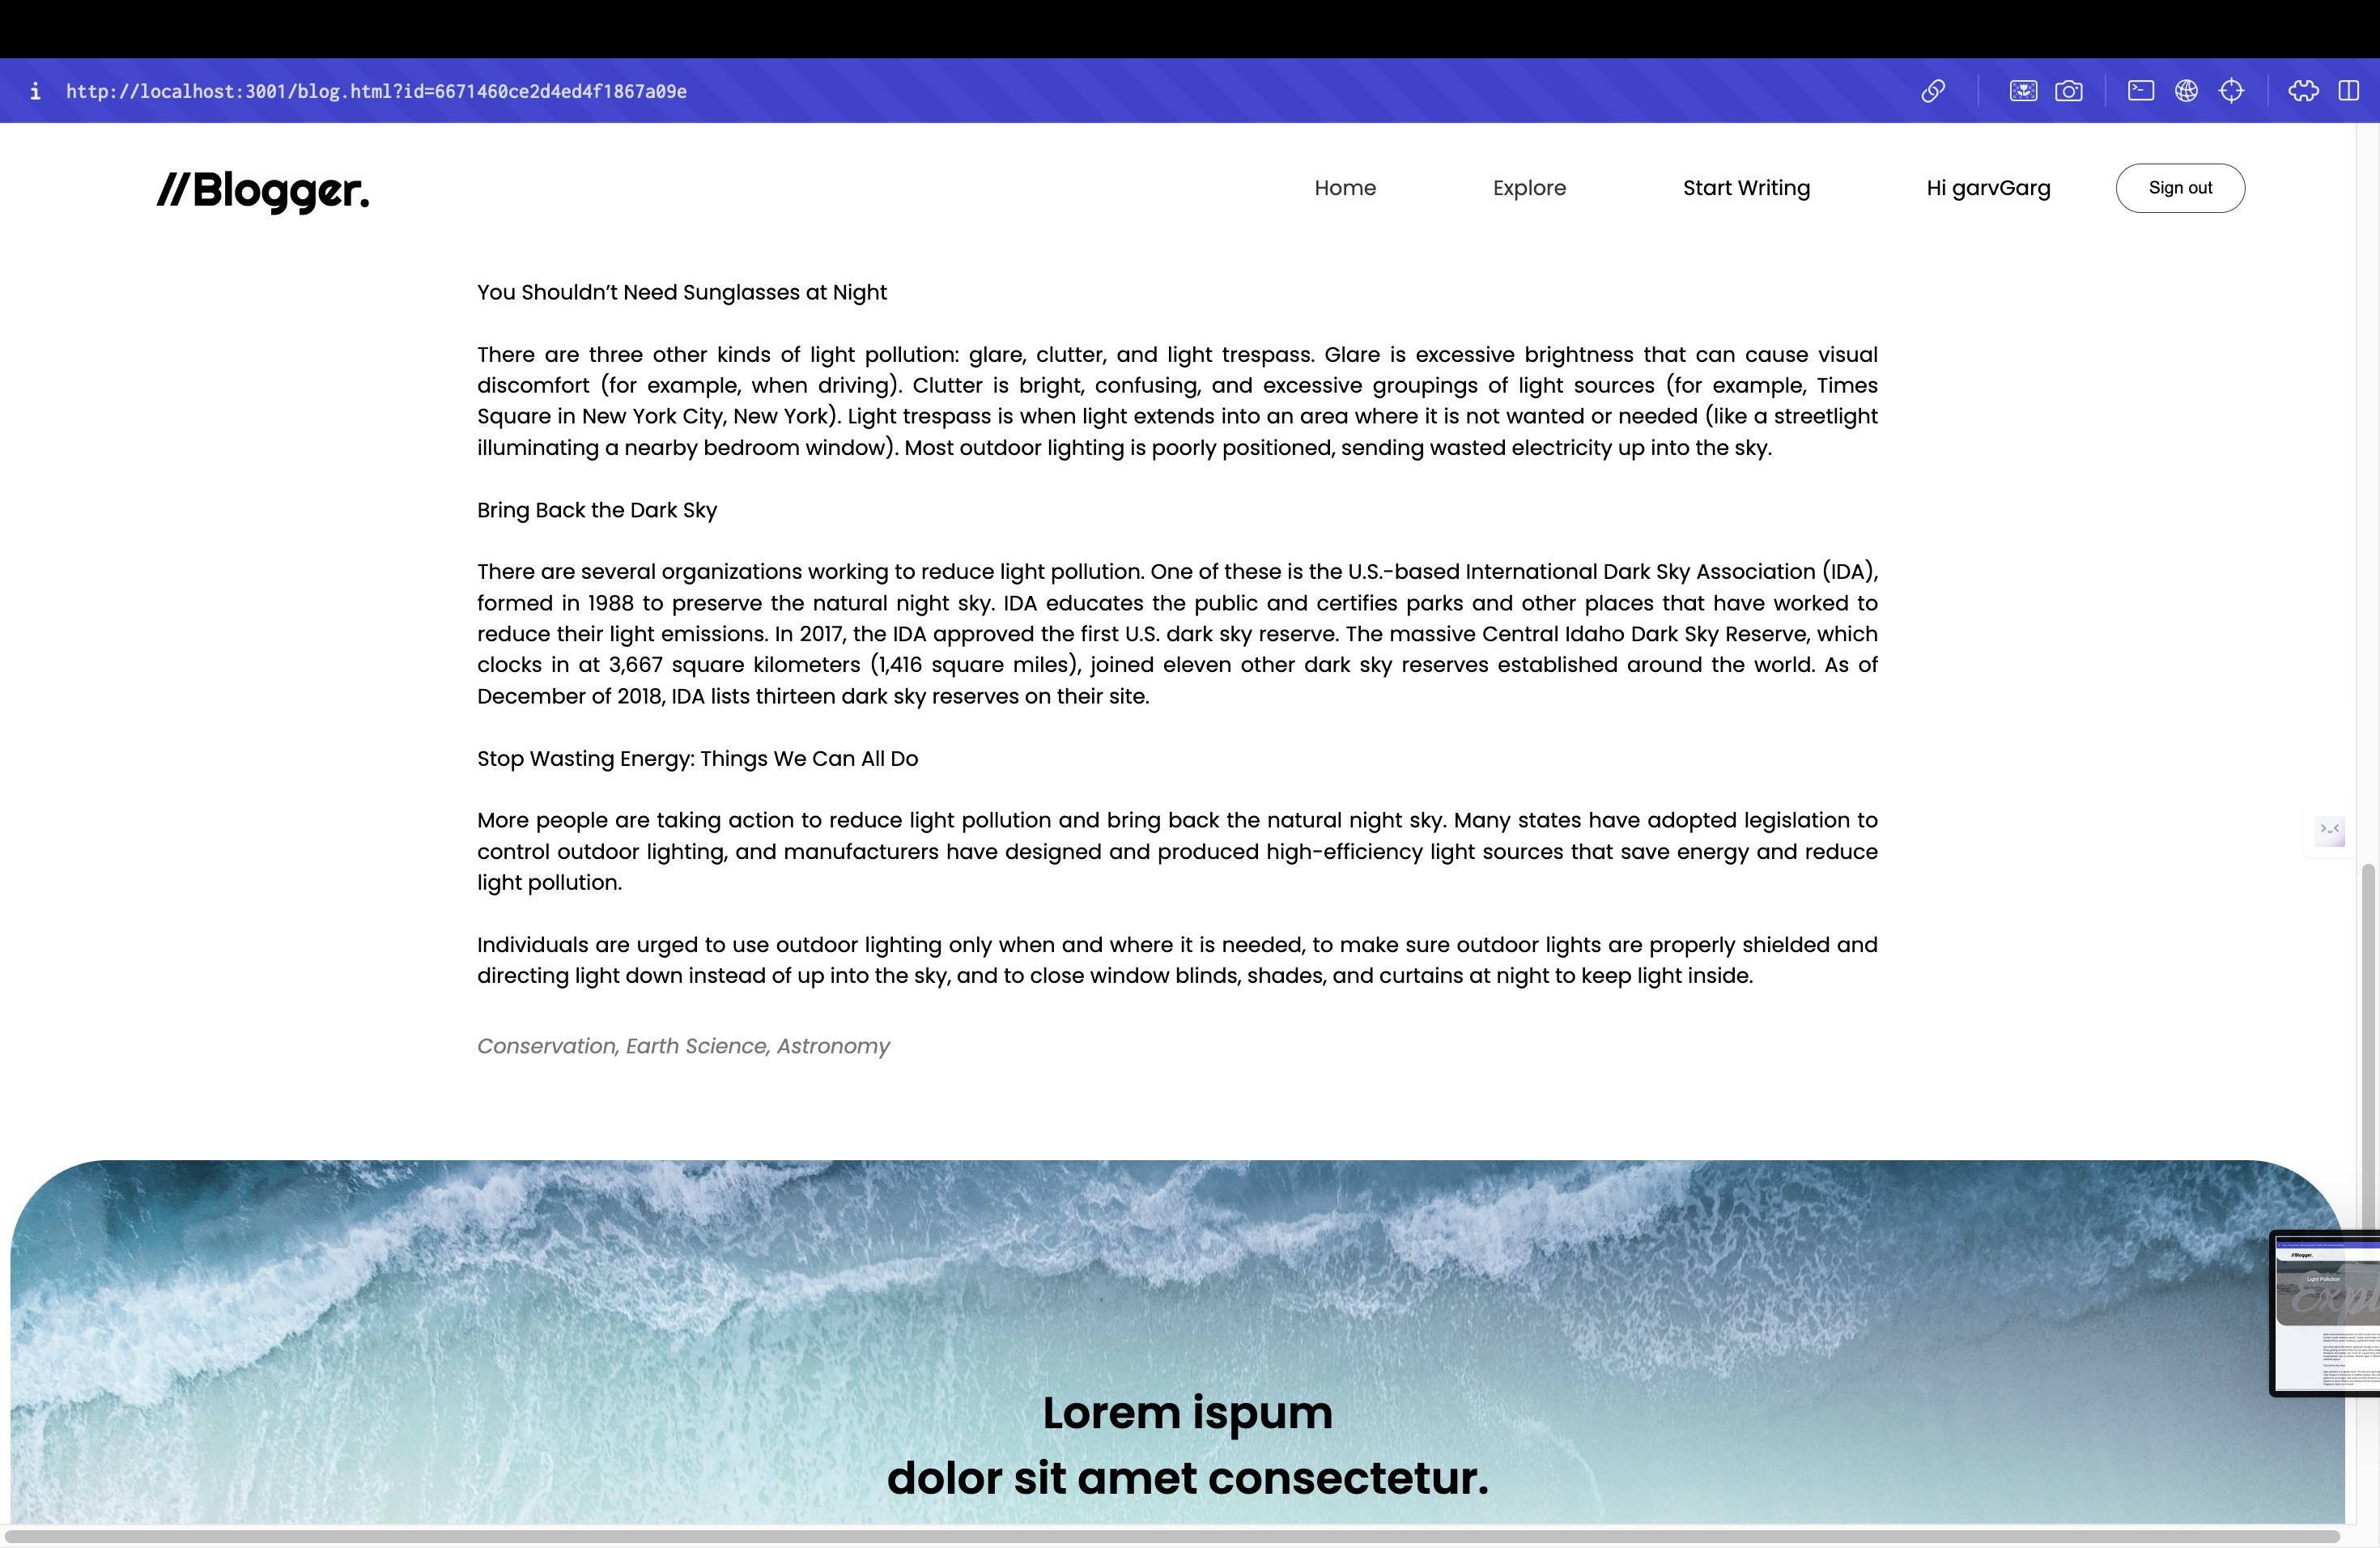 http://localhost:3001/blog.html?id=6671460ce2d4ed4f1867a09e
//Blogger.
Home
Explore
Start Writing
Hi garvGarg
Sign out
You Shouldn’t Need Sunglasses at Night
There are three other kinds of light pollution: glare, clutter, and light trespass. Glare is excessive brightness that can cause visual
discomfort (for example, when driving). Clutter is bright, confusing, and excessive groupings of light sources (for example, Times
Square in New York City, New York). Light trespass is when light extends into an area where it is not wanted or needed (like a streetlight
illuminating a nearby bedroom window). Most outdoor lighting is poorly positioned, sending wasted electricity up into the sky.
Bring Back the Dark Sky
There are several organizations working to reduce light pollution. One of these is the U.S.-based International Dark Sky Association (IDA),
formed in 1988 to preserve the natural night sky. IDA educates the public and certifies parks and other places that have worked to
reduce their light emissions. In 2017, the IDA approved the first U.S. dark sky reserve. The massive Central Idaho Dark Sky Reserve, which
clocks in at 3,667 square kilometers (1,416 square miles), joined eleven other dark sky reserves established around the world. As of
December of 2018, IDA lists thirteen dark sky reserves on their site.
Stop Wasting Energy: Things We Can All Do
More people are taking action to reduce light pollution and bring back the natural night sky. Many states have adopted legislation to
control outdoor lighting, and manufacturers have designed and produced high-efficiency light sources that save energy and reduce
light pollution.
Individuals are urged to use outdoor lighting only when and where it is needed, to make sure outdoor lights are properly shielded and
directing light down instead of up into the sky, and to close window blinds, shades, and curtains at night to keep light inside.
Conservation, Earth Science, Astronomy
//Blogger.
Light Pollution
Lorem ispum
dolor sit amet consectetur.